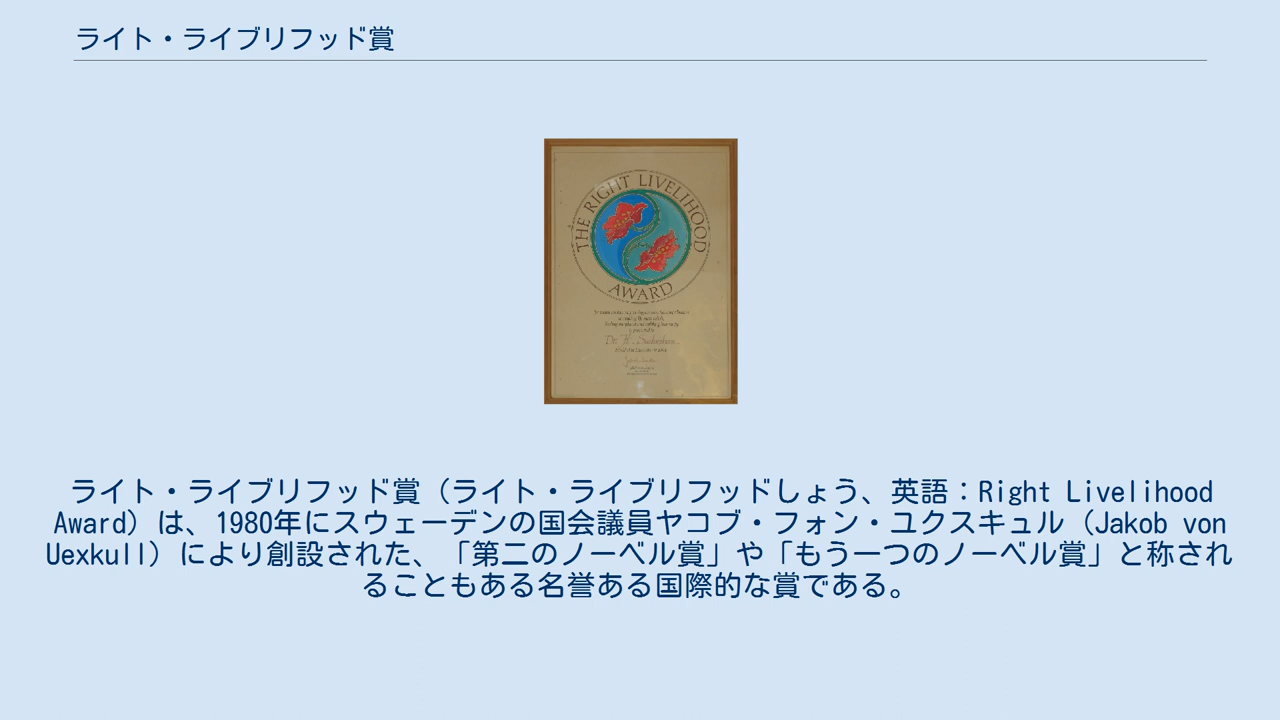 ライト・ライブリフッド賞
THE RIGHT LIVELIHOOD
AWARD
ライト・ライブリフッド賞（ライト・ライブリフッドしょう、英語：Right Livelihood
Award）は、1980年にスウェーデンの国会議員ヤコブ・フォン・ユクスキュル（Jakob von
Uexkull）により創設された、「第二のノーベル賞」や「もう一つのノーベル賞」と称され
ることもある名誉ある国際的な賞である。